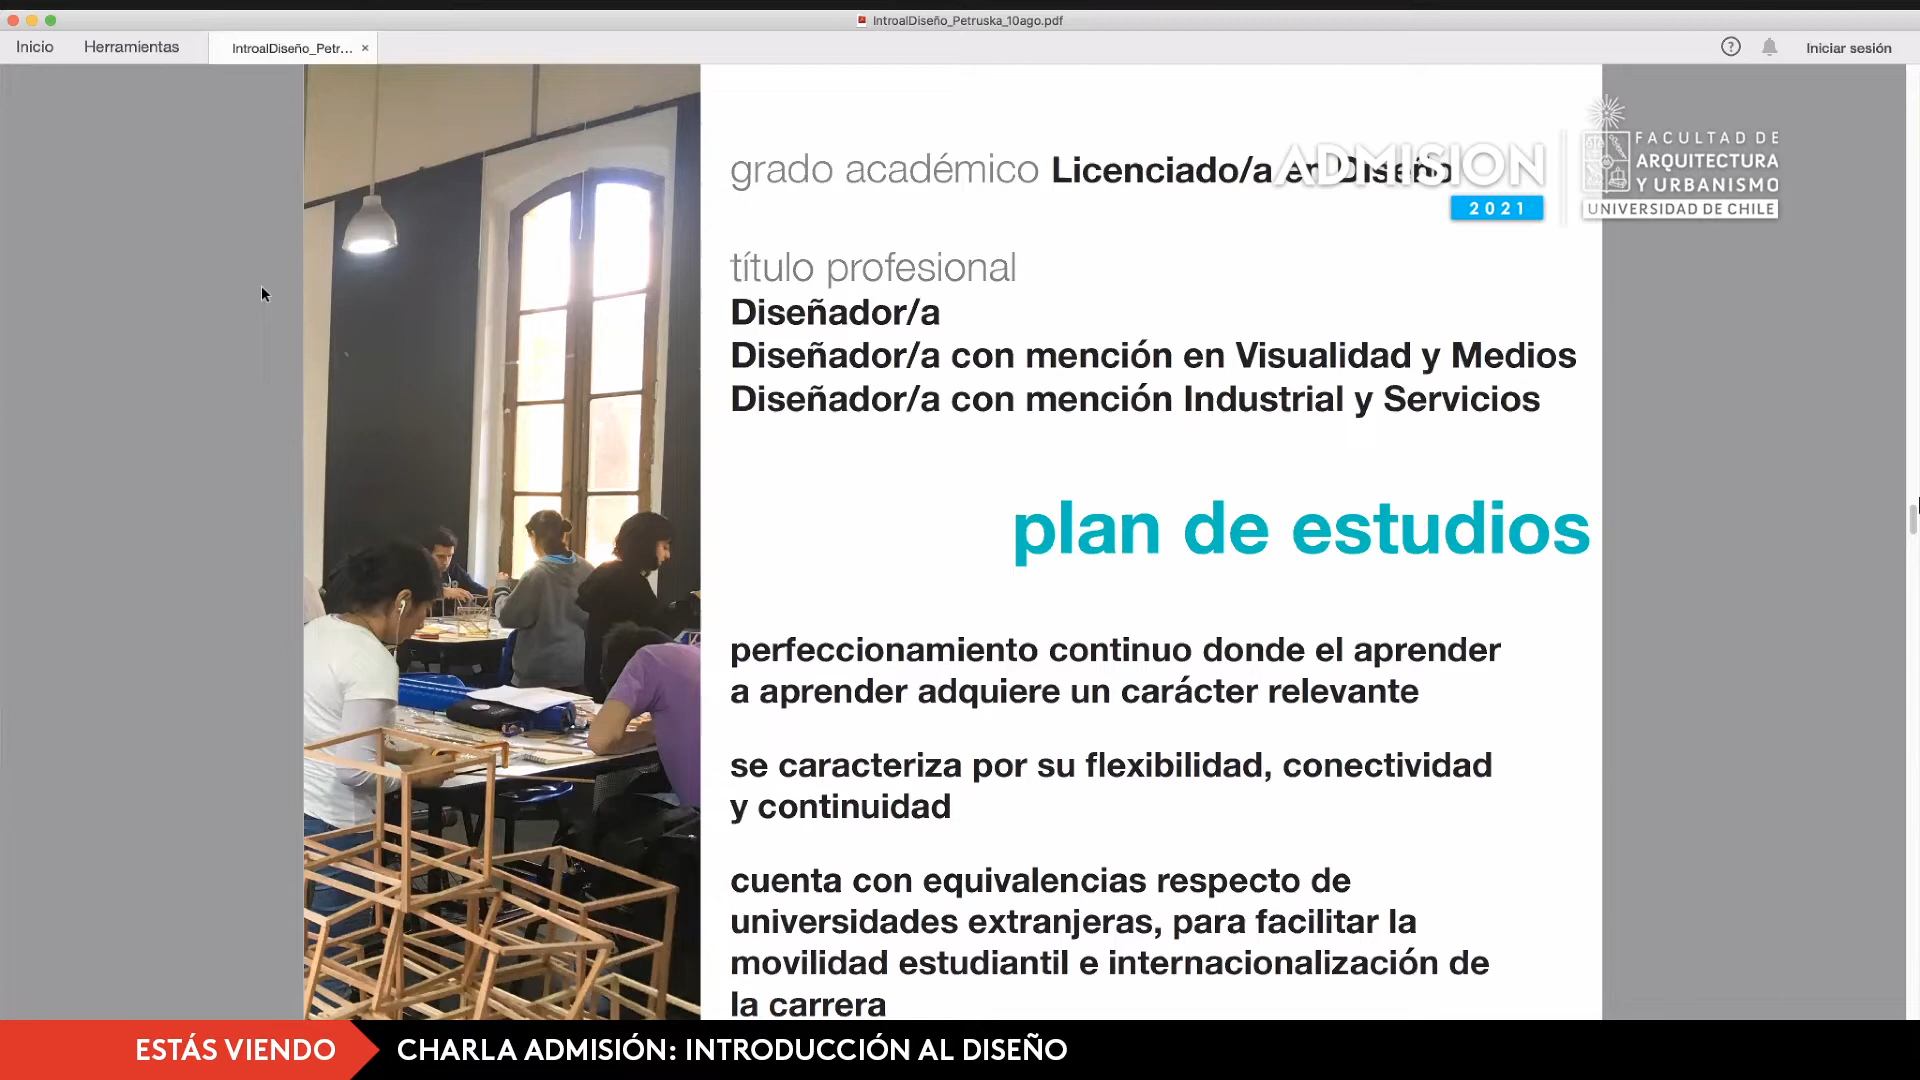 IntroalDiseño_Petruska_10ago.pdf
Inicio
Herramientas
IntroalDiseño_Petr... ×
?
Iniciar sesión
grado académico Licenciado/a en Diseño
ADMISION
2021
FACULTAD DE
ARQUITECTURA
Y URBANISMO
UNIVERSIDAD DE CHILE
título profesional
Diseñador/a
Diseñador/a con mención en Visualidad y Medios
Diseñador/a con mención Industrial y Servicios
plan de estudios
perfeccionamiento continuo donde el aprender
a aprender adquiere un carácter relevante
se caracteriza por su flexibilidad, conectividad
y continuidad
cuenta con equivalencias respecto de
universidades extranjeras, para facilitar la
movilidad estudiantil e internacionalización de
la carrera
ESTÁS VIENDO
CHARLA ADMISIÓN: INTRODUCCIÓN AL DISEÑO